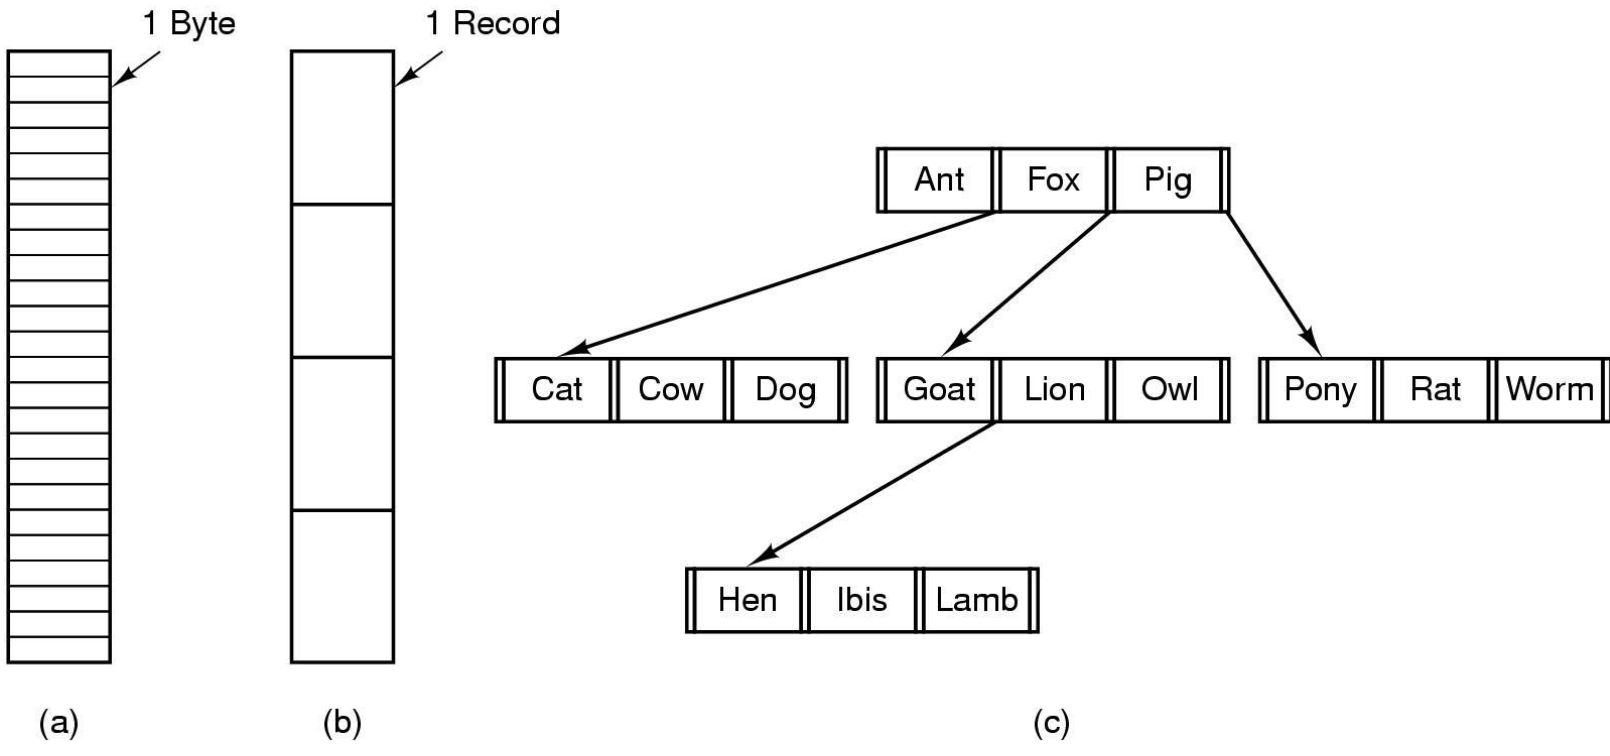 1 Byte
1 Record
Ant Fox Pig
Cat Cow Dog
Goat Lion Owl
Pony Rat Worm
Hen Ibis Lamb
(a)
(b)
(c)